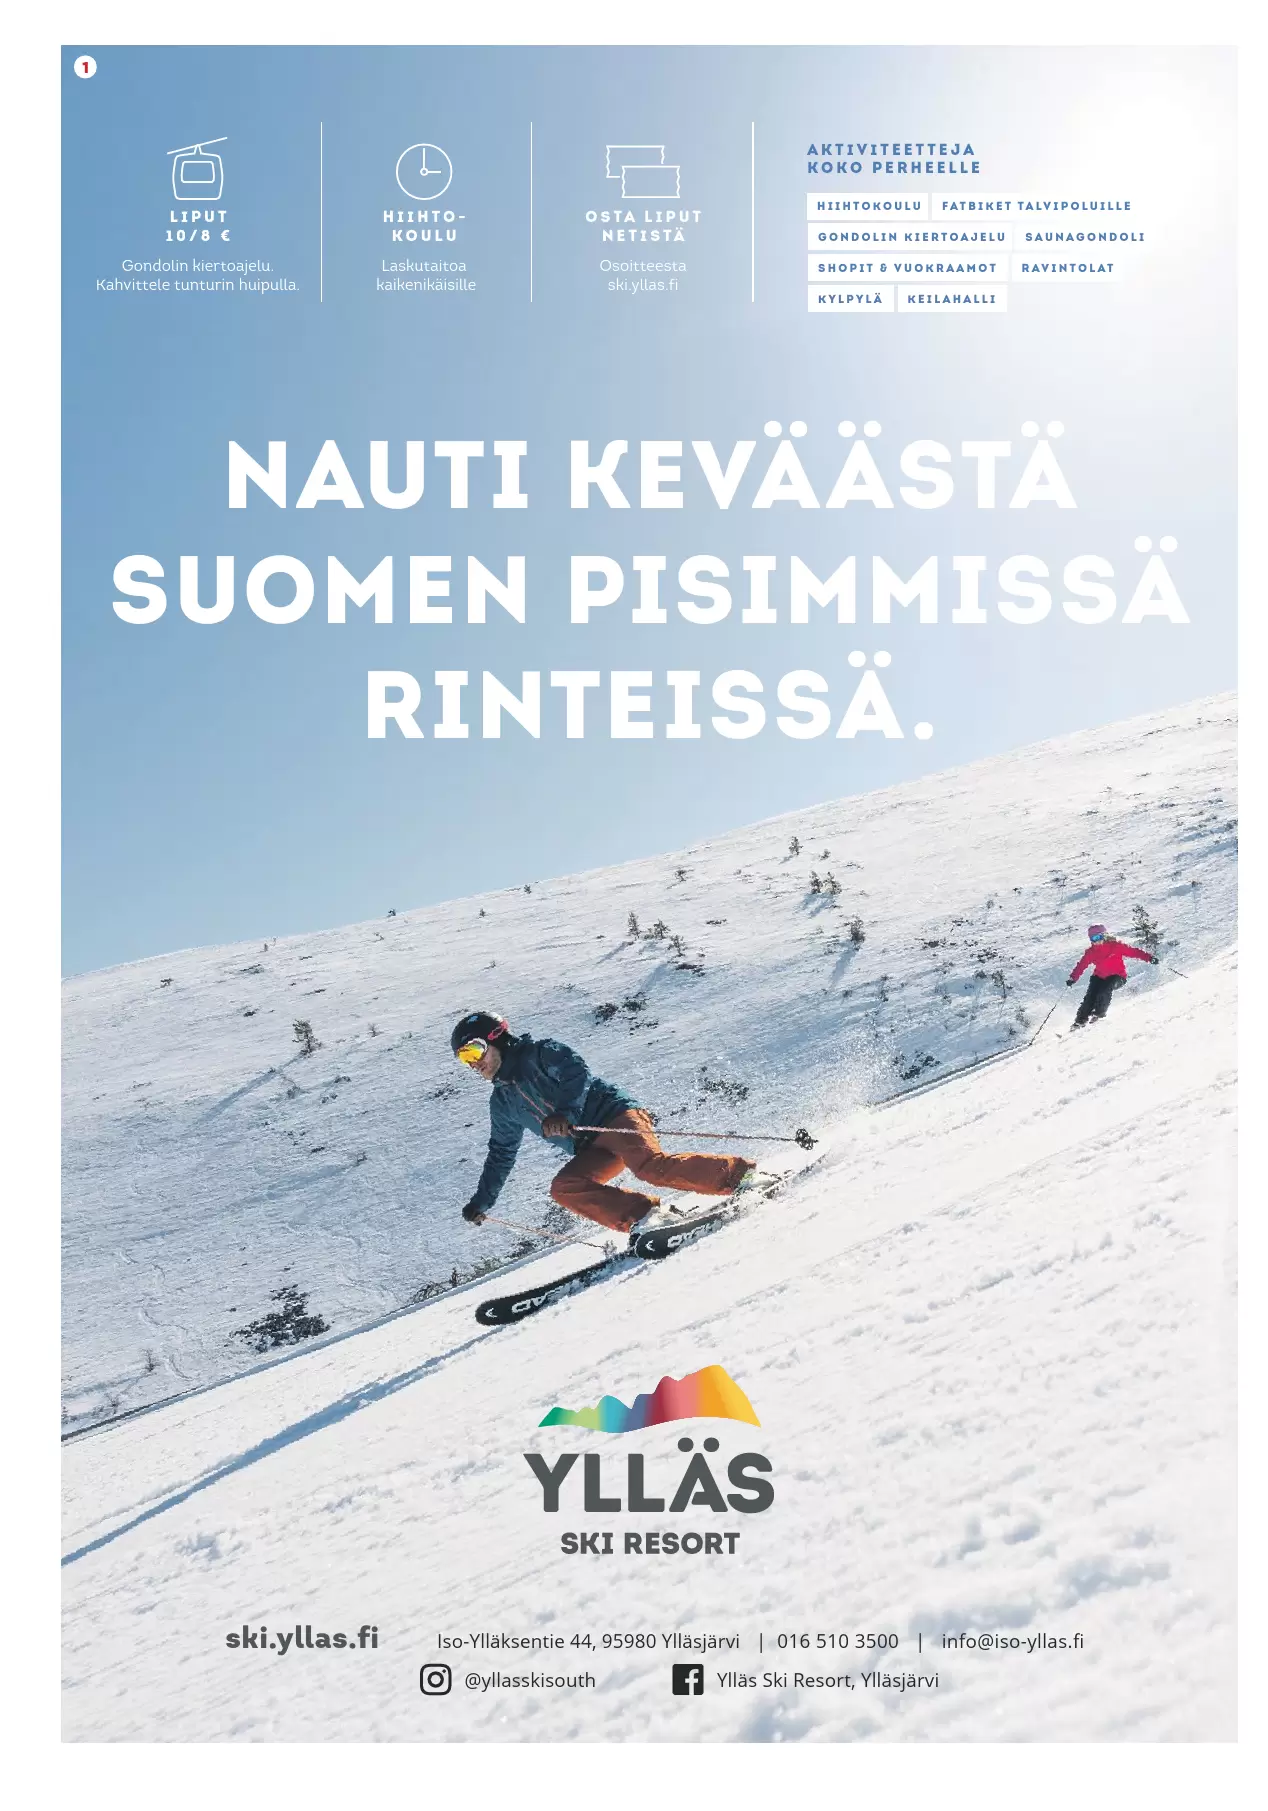 1
LIPUT
10/8 €
Gondolin kiertoajelu.
Kahvittele tunturin huipulla.
HIIHTO-
KOULU
Laskutaitoa
kaikenikäisille
OSTA LIPUT
NETISTÄ
Osoitteesta
ski.yllas.fi
AKTIVITEETTEJA
KOKO PERHEELLE
HIIHTOKOULU FATBIKET TALVIPOLUILLE
GONDOLIN KIERTOAJELU SAUNAGONDOLI
SHOPIT & VUOKRAAMOT RAVINTOLAT
KYLPYLÄ KEILAHALLI
NAUTI KEVÄÄSTÄ
SUOMEN PISIMMISSÄ
RINTEISSÄ.
HEAD
HEAD
YLLÄS
SKI RESORT
ski.yllas.fi Iso-Ylläksentie 44, 95980 Ylläsjärvi | 016 510 3500 | info@iso-yllas.fi
@yllasskisouth Ylläs Ski Resort, Ylläsjärvi